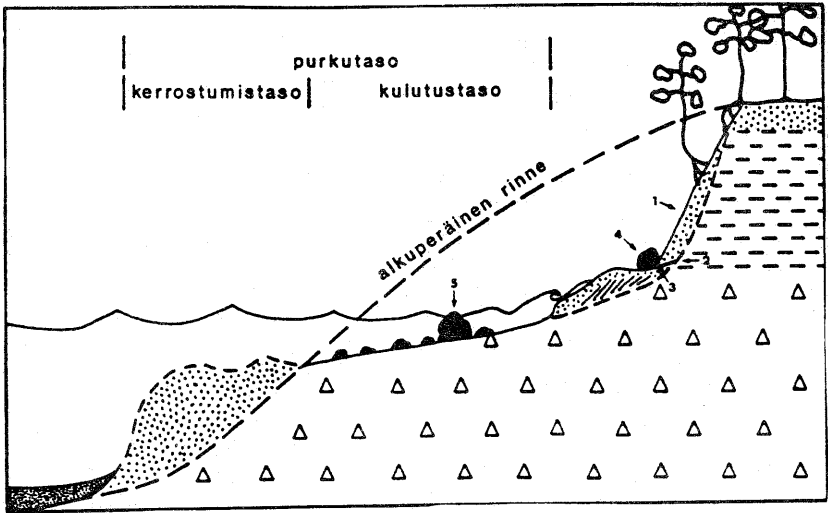 purkutaso
kerrostumistaso
kulutustaso
alkuperäinen rinne
1
4
2
3
5